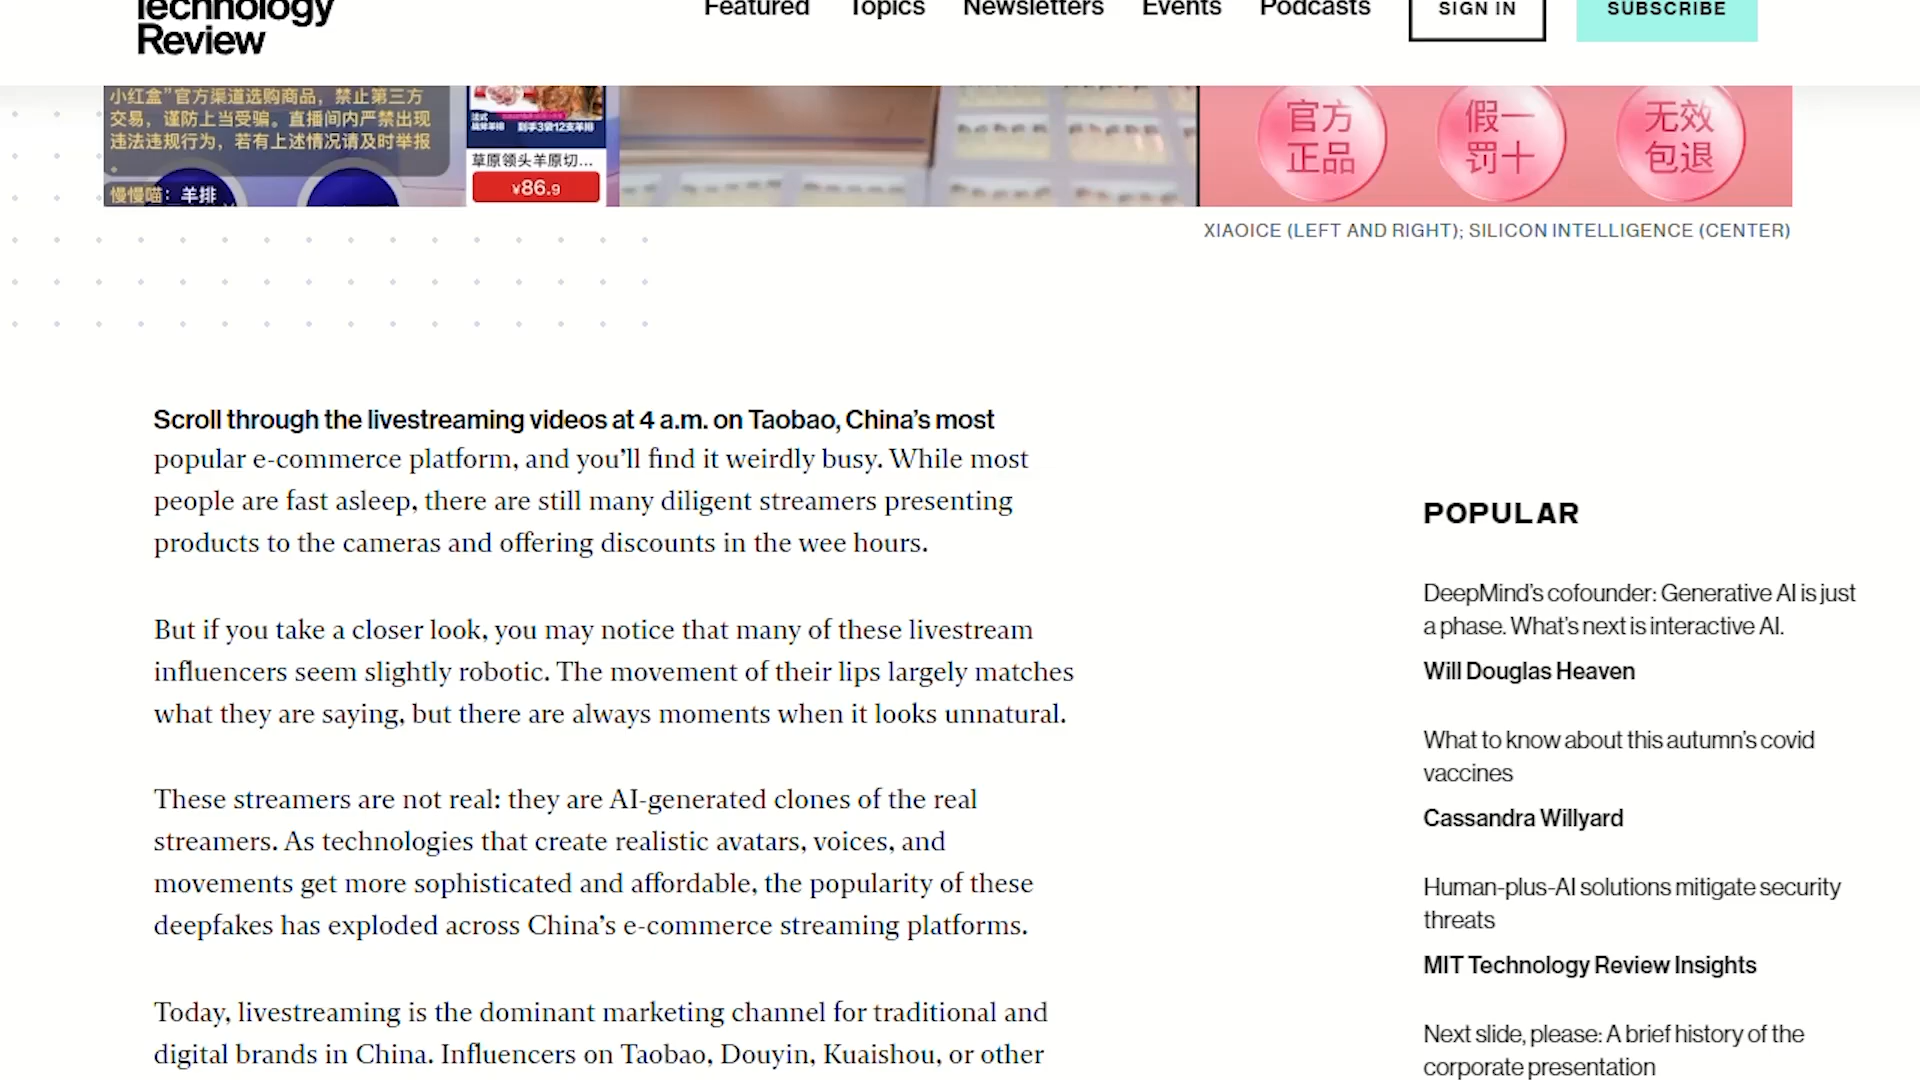 Technology
Review
Featured
Topics
Newsletters
Events
Podcasts
SIGN IN
SUBSCRIBE
小红盒”官方渠道选购商品，禁止第三方
交易，谨防上当受骗。直播间内严禁出现
违法违规行为，若有上述情况请及时举报
。
慢慢喵：羊排
法式
战斧羊排 到手3袋12支羊排
草原领头羊原切...
¥86.9
官方
正品
假一
罚十
无效
包退
XIAOICE (LEFT AND RIGHT); SILICON INTELLIGENCE (CENTER)
Scroll through the livestreaming videos at 4 a.m. on Taobao, China’s most
popular e-commerce platform, and you’ll find it weirdly busy. While most
people are fast asleep, there are still many diligent streamers presenting
products to the cameras and offering discounts in the wee hours.
But if you take a closer look, you may notice that many of these livestream
influencers seem slightly robotic. The movement of their lips largely matches
what they are saying, but there are always moments when it looks unnatural.
These streamers are not real: they are AI-generated clones of the real
streamers. As technologies that create realistic avatars, voices, and
movements get more sophisticated and affordable, the popularity of these
deepfakes has exploded across China’s e-commerce streaming platforms.
Today, livestreaming is the dominant marketing channel for traditional and
digital brands in China. Influencers on Taobao, Douyin, Kuaishou, or other
POPULAR
DeepMind’s cofounder: Generative AI is just
a phase. What’s next is interactive AI.
Will Douglas Heaven
What to know about this autumn’s covid
vaccines
Cassandra Willyard
Human-plus-AI solutions mitigate security
threats
MIT Technology Review Insights
Next slide, please: A brief history of the
corporate presentation